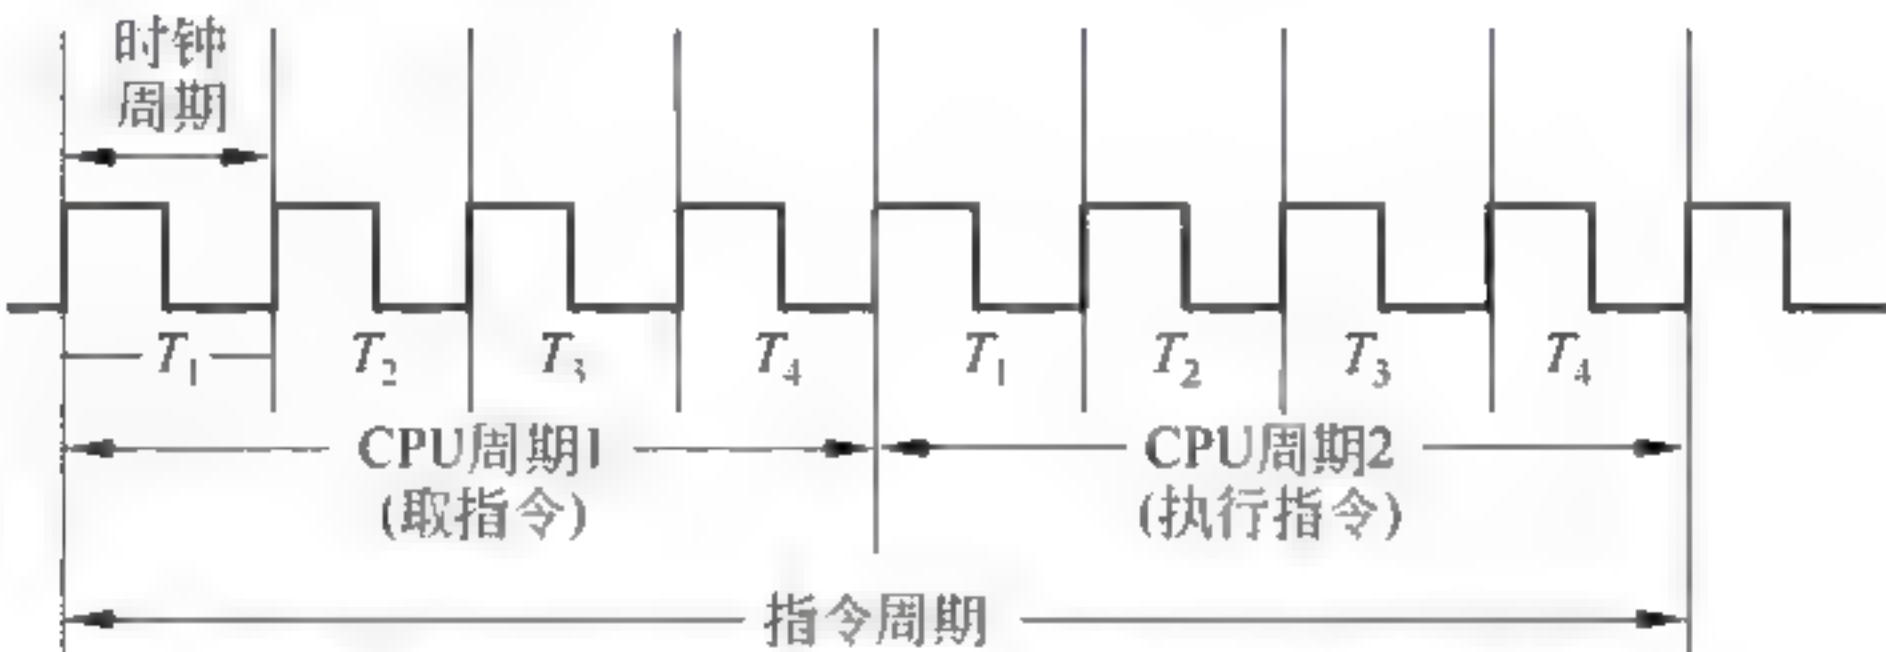 时钟
周期
T₁ T₂ T₃ T₄ T₁ T₂ T₃ T₄
CPU周期1 CPU周期2
(取指令) (执行指令)
指令周期